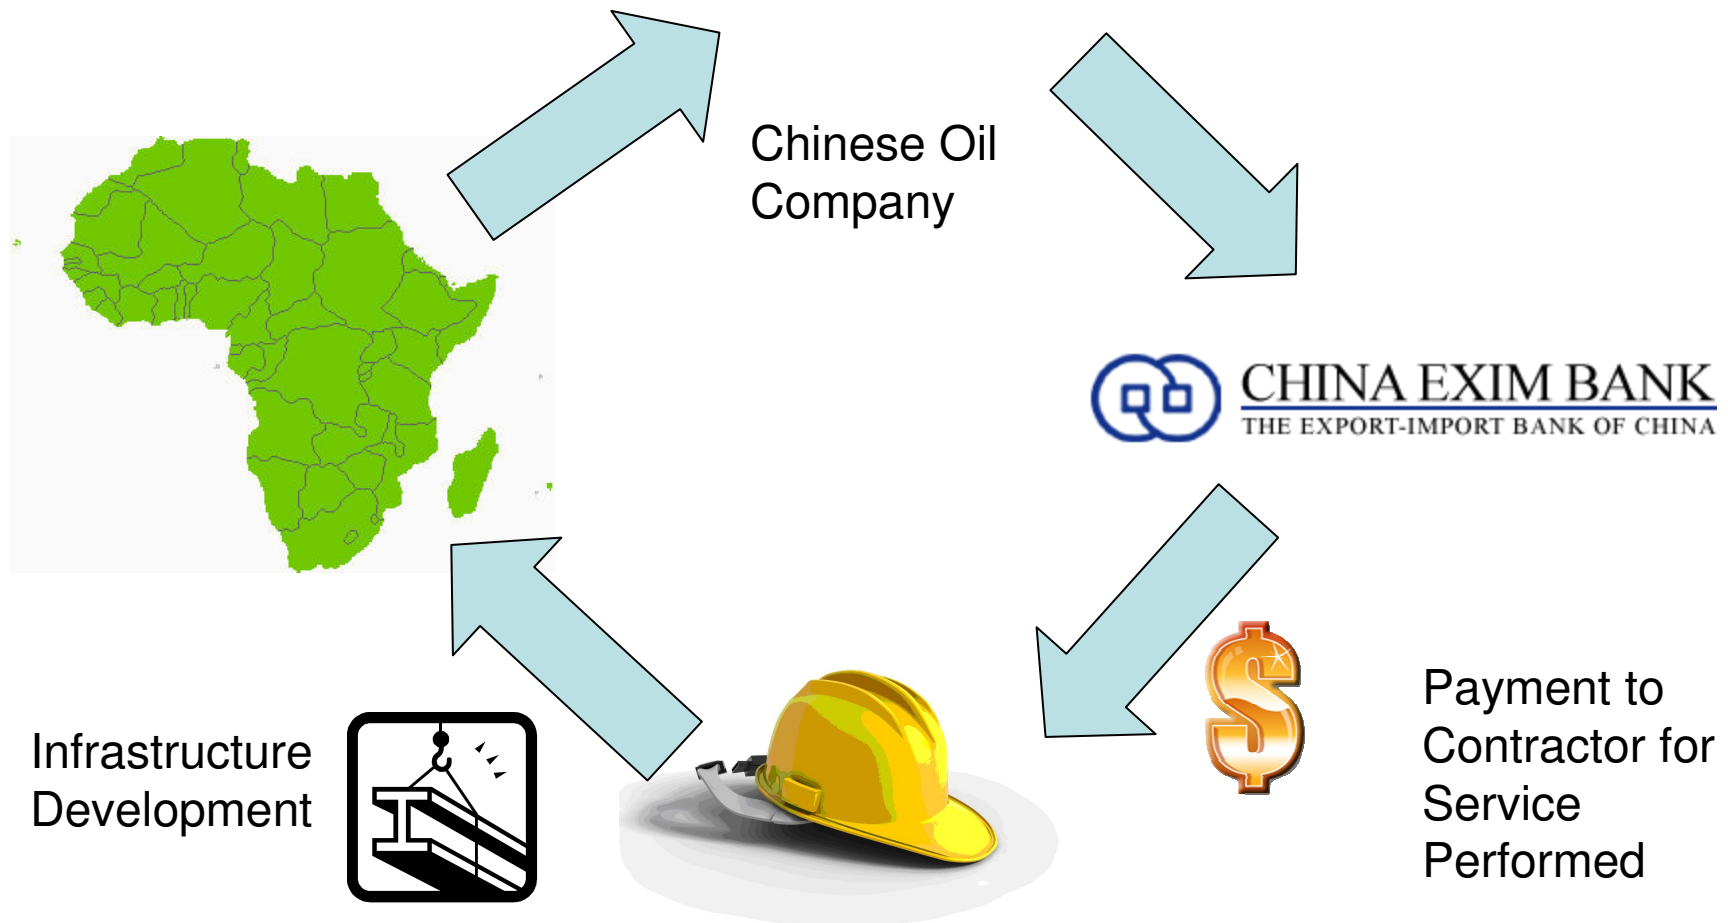 Chinese Oil
Company
CHINA EXIM BANK
THE EXPORT-IMPORT BANK OF CHINA
Payment to
Contractor for
Service
Performed
Infrastructure
Development